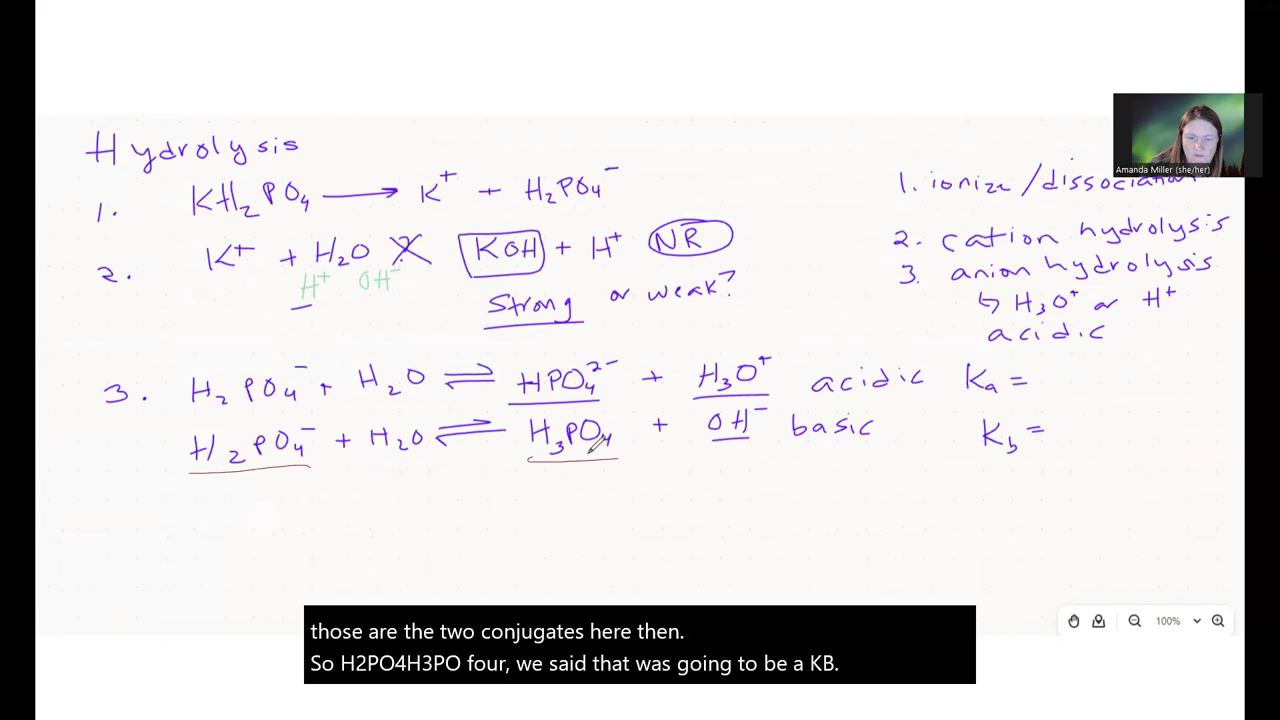 Hydrolysis
1. KH₂PO₄ ⟶ K⁺ + H₂PO₄⁻
2. K⁺ + H₂O KOH + H⁺ NR
H⁺ OH⁻
Strong or weak?
3. H₂PO₄⁻ + H₂O ⇌ HPO₄²⁻ + H₃O⁺ acidic Ka =
H₂PO₄⁻ + H₂O ⇌ H₃PO₄ + OH⁻ basic Kb =
Amanda Miller (she/her)
1. ionize /dissociation
2. cation hydrolysis
3. anion hydrolysis
↳ H₃O⁺ or H⁺
acidic
100%
those are the two conjugates here then.
So H2PO4H3PO four, we said that was going to be a KB.